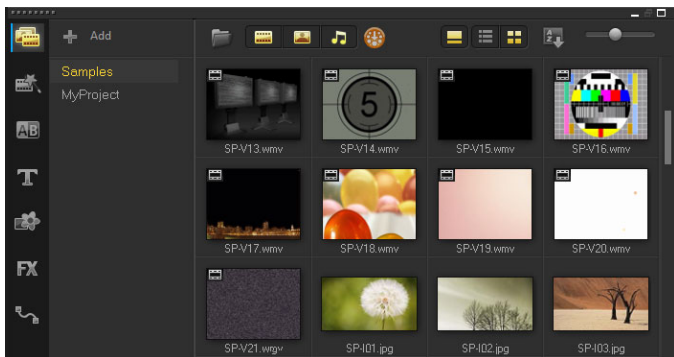 Add
Samples
MyProject
AB
T
FX
A
Z
5
SP-V13.wmv
SP-V14.wmv
SP-V15.wmv
SP-V16.wmv
SP-V17.wmv
SP-V18.wmv
SP-V19.wmv
SP-V20.wmv
SP-V21.wmv
SP-I01.jpg
SP-I02.jpg
SP-I03.jpg